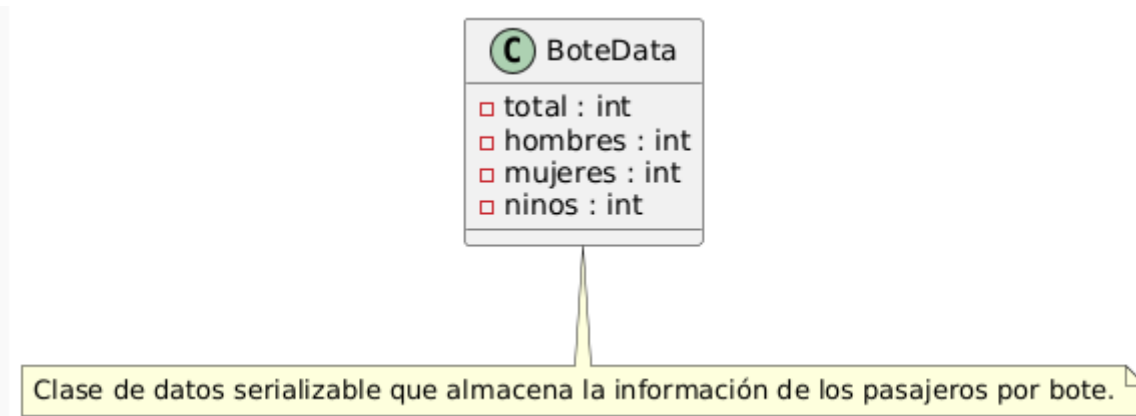 C BoteData
total : int
hombres : int
mujeres : int
ninos : int
Clase de datos serializable que almacena la información de los pasajeros por bote.